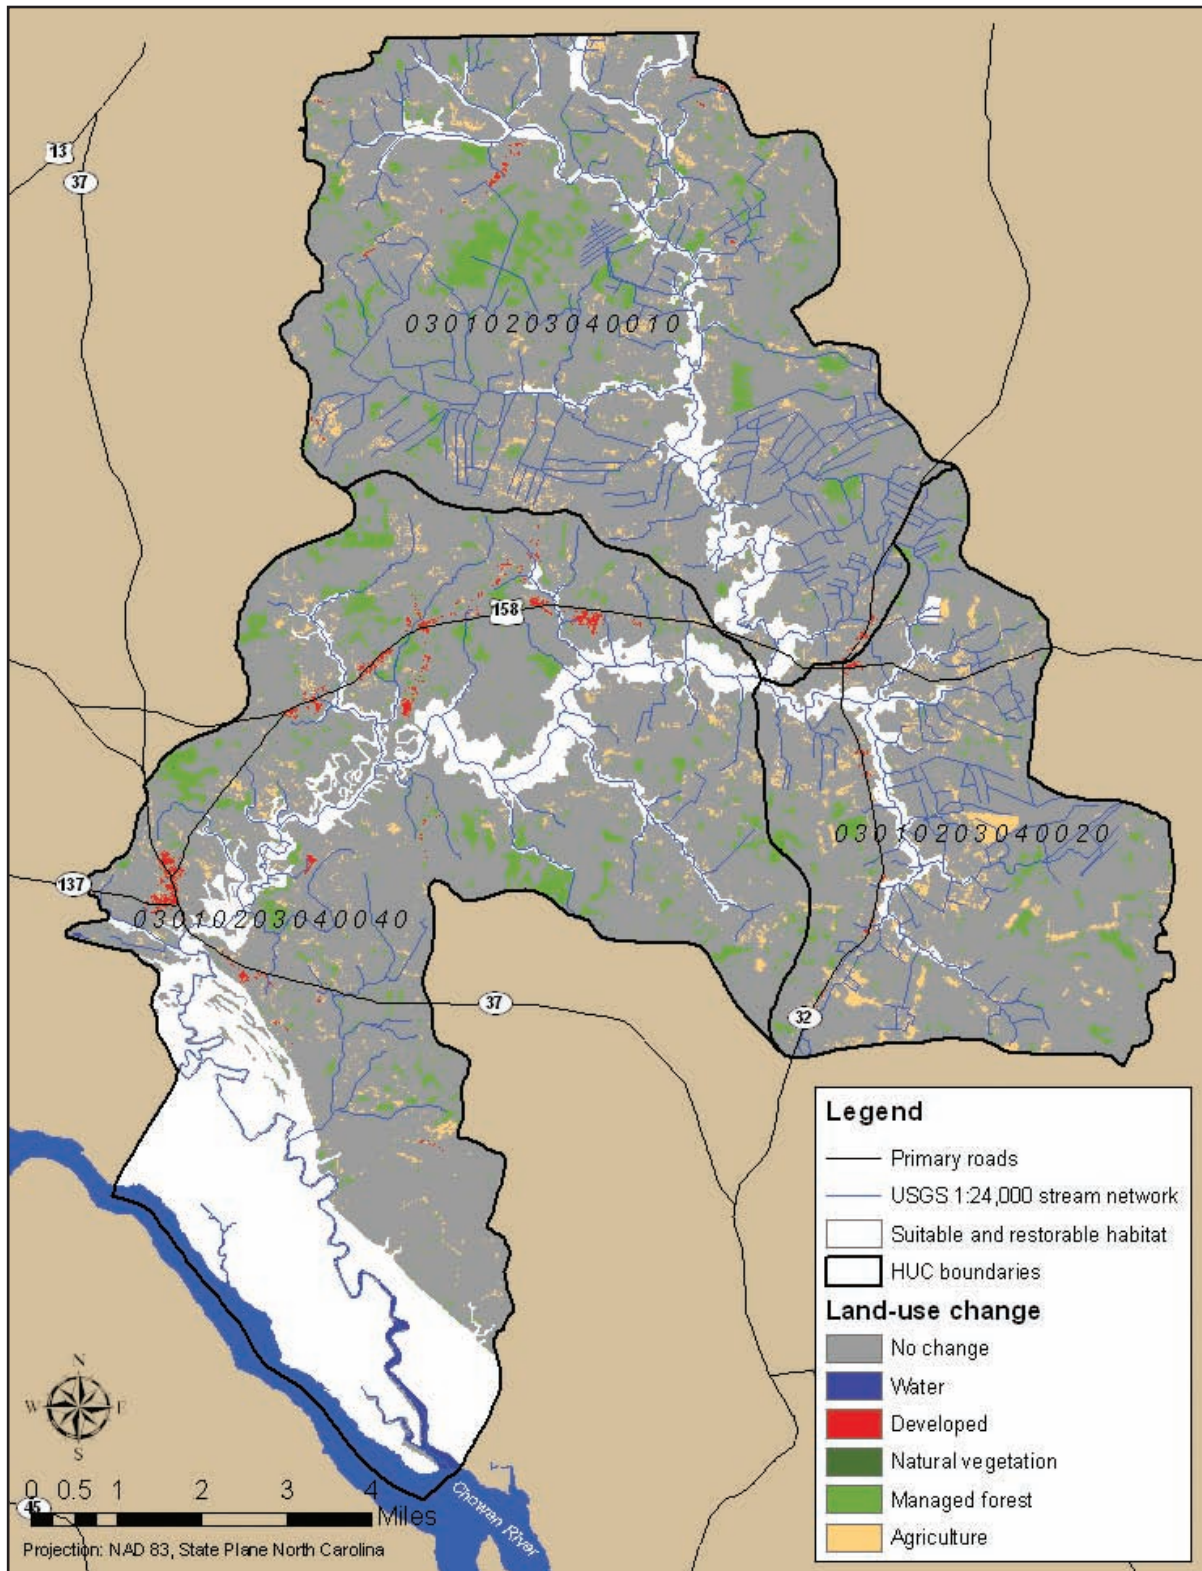 13
37
03010203040010
158
03010203040020
137
03010203040040
37
32
Legend
Primary roads
USGS 1:24,000 stream network
Suitable and restorable habitat
HUC boundaries
Land-use change
No change
Water
Developed
Natural vegetation
Managed forest
Agriculture
N
W E
S
0 0.5 1 2 3 4
Miles
45
Chowan River
Projection: NAD 83, State Plane North Carolina